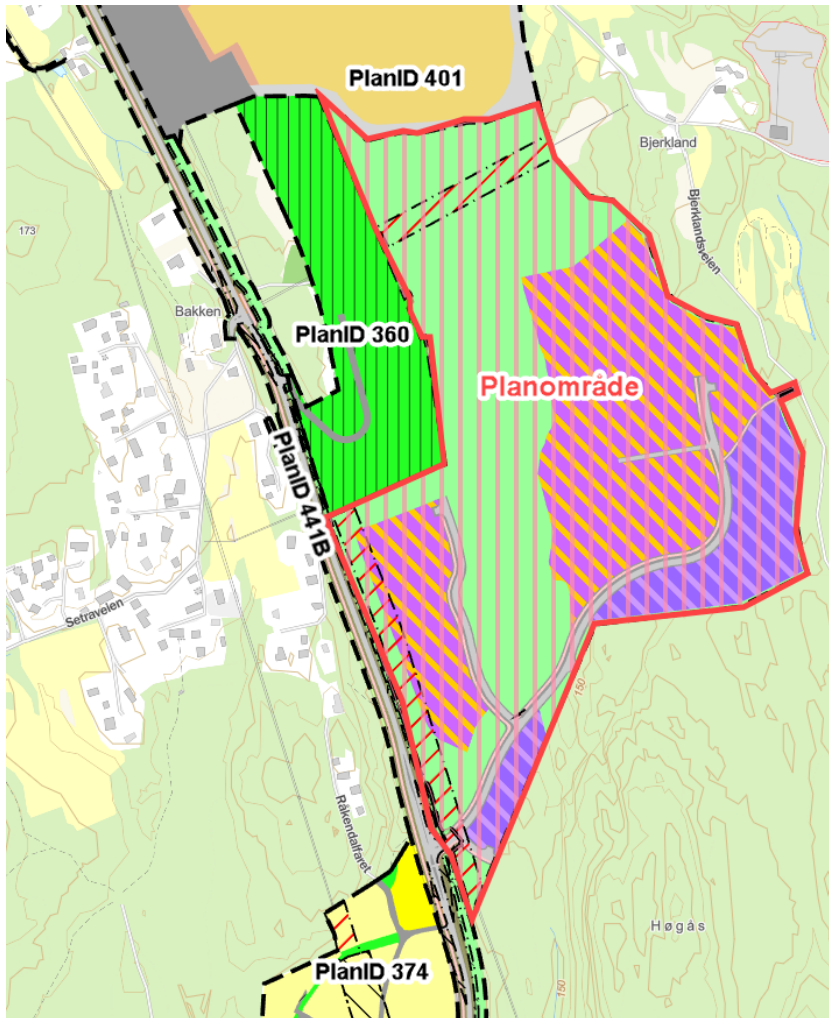 PlanID 401
Bjerkland
Bjerklandsveien
173
Bakken
PlanID 360
Planområde
PlanID 441B
Setraveien
150
Råkendalfaret
Høgås
PlanID 374
150